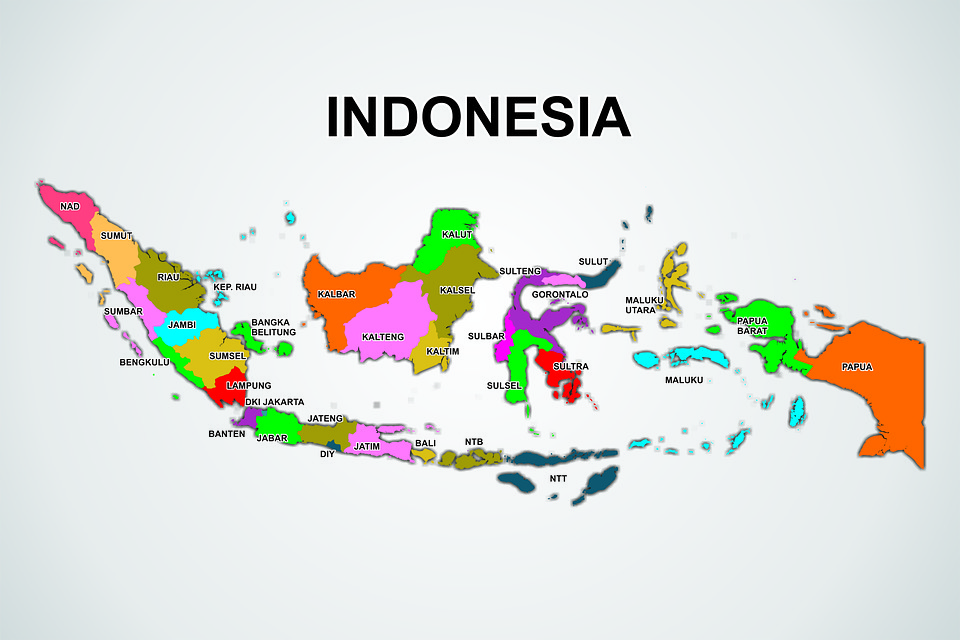 INDONESIA
NAD
SUMUT
RIAU
KEP. RIAU
SUMBAR
JAMBI
BANGKA
BELITUNG
BENGKULU
SUMSEL
LAMPUNG
DKI JAKARTA
BANTEN
JABAR
JATENG
DIY
JATIM
BALI
NTB
NTT
KALUT
KALBAR
KALSEL
KALTENG
KALTIM
SULTENG
SULUT
GORONTALO
SULBAR
SULTRA
SULSEL
MALUKU
UTARA
MALUKU
PAPUA
BARAT
PAPUA